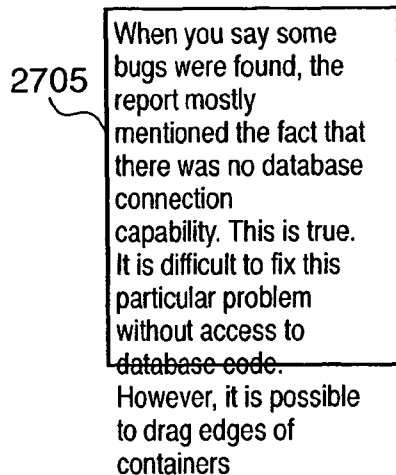 When you say some
bugs were found, the
2705
report mostly
mentioned the fact that
there was no database
connection
capability. This is true.
It is difficult to fix this
particular problem
without access to
database code.
However, it is possible
to drag edges of
containers